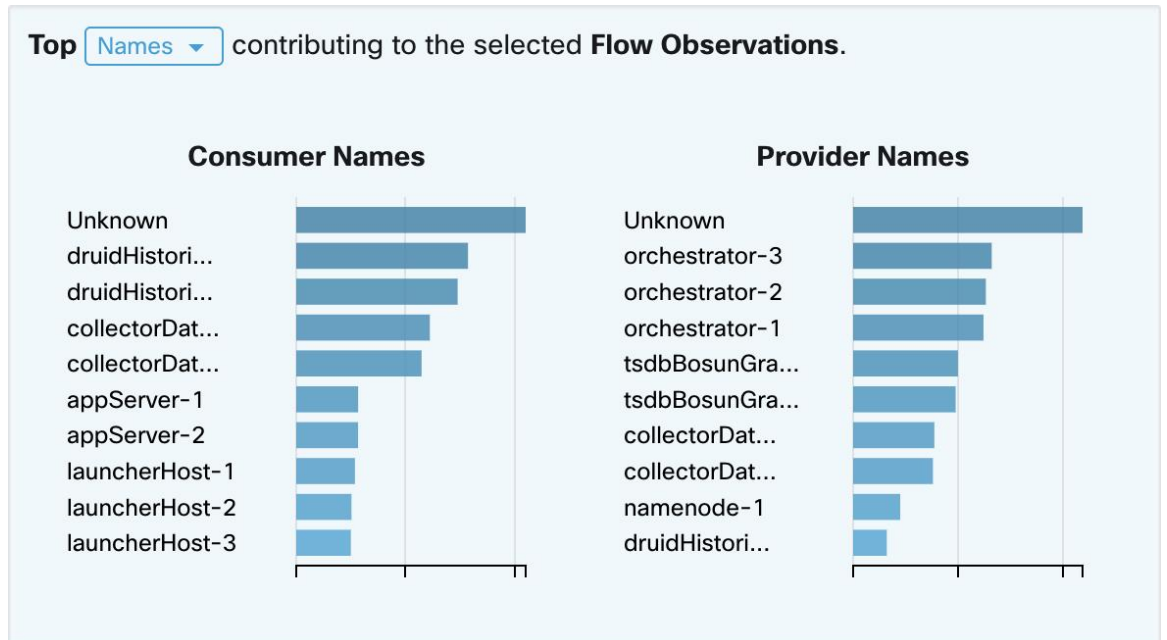 Top Names contributing to the selected Flow Observations.
Consumer Names
Unknown
druidHistori...
druidHistori...
collectorDat...
collectorDat...
appServer-1
appServer-2
launcherHost-1
launcherHost-2
launcherHost-3
Provider Names
Unknown
orchestrator-3
orchestrator-2
orchestrator-1
tsdbBosunGra...
tsdbBosunGra...
collectorDat...
collectorDat...
namenode-1
druidHistori...